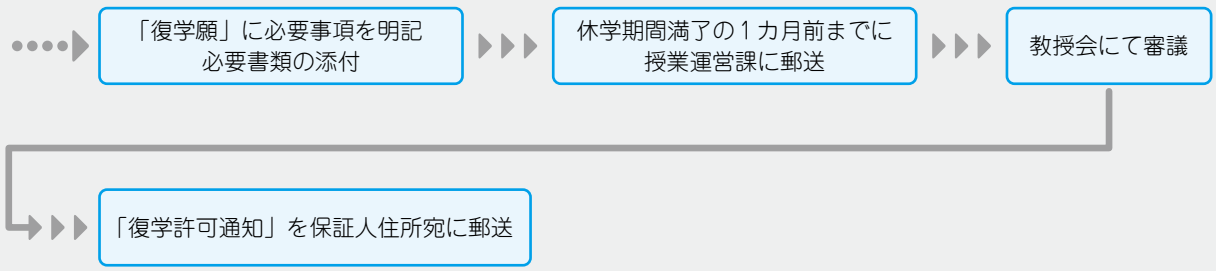 「復学願」に必要事項を明記
必要書類の添付
休学期間満了の１カ月前までに
授業運営課に郵送
教授会にて審議
「復学許可通知」を保証人住所宛に郵送